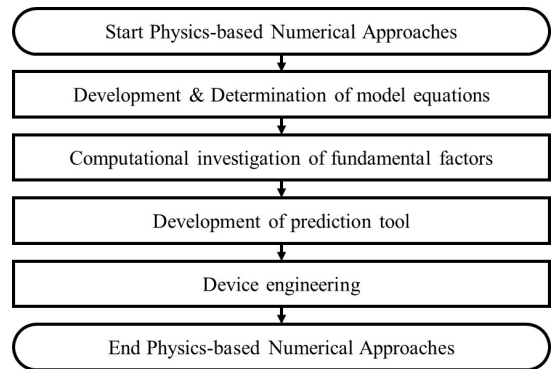 Start Physics-based Numerical Approaches
Development & Determination of model equations
Computational investigation of fundamental factors
Development of prediction tool
Device engineering
End Physics-based Numerical Approaches